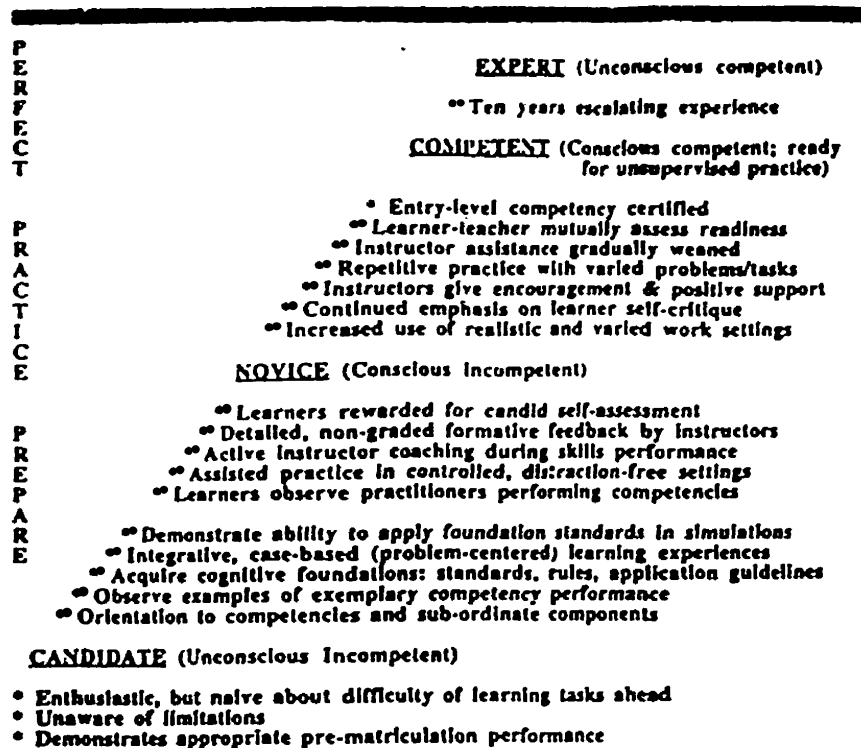 PERFECT
EXPERT (Unconscious competent)
°° Ten years escalating experience
COMPETENT (Conscious competent; ready
for unsupervised practice)
PRACTICE
* Entry-level competency certified
°° Learner-teacher mutually assess readiness
°° Instructor assistance gradually weaned
°° Repetitive practice with varied problems/tasks
°° Instructors give encouragement & positive support
°° Continued emphasis on learner self-critique
°° Increased use of realistic and varied work settings
NOVICE (Conscious Incompetent)
PREPARE
°° Learners rewarded for candid self-assessment
°° Detailed, non-graded formative feedback by instructors
°° Active instructor coaching during skills performance
°° Assisted practice in controlled, distraction-free settings
°° Learners observe practitioners performing competencies
°° Demonstrate ability to apply foundation standards in simulations
°° Integrative, case-based (problem-centered) learning experiences
°° Acquire cognitive foundations: standards, rules, application guidelines
°° Observe examples of exemplary competency performance
°° Orientation to competencies and sub-ordinate components
CANDIDATE (Unconscious Incompetent)
* Enthusiastic, but naive about difficulty of learning tasks ahead
* Unaware of limitations
* Demonstrates appropriate pre-matriculation performance